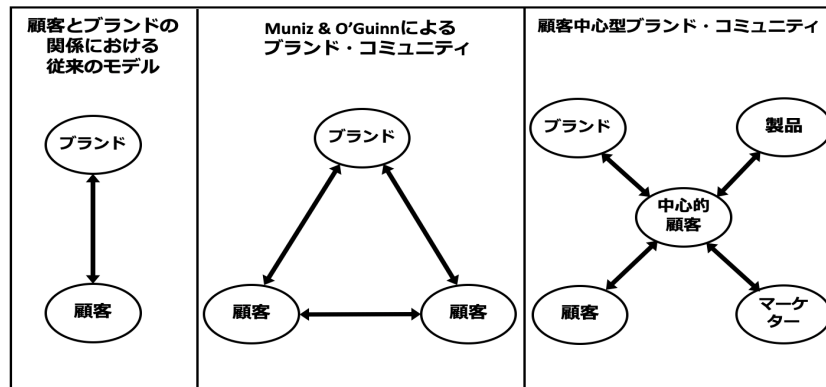 顧客とブランドの
関係における
従来のモデル
ブランド
顧客
Muniz & O'Guinnによる
ブランド・コミュニティ
ブランド
顧客
顧客
顧客中心型ブランド・コミュニティ
ブランド
製品
中心的
顧客
顧客
マーケ
ター